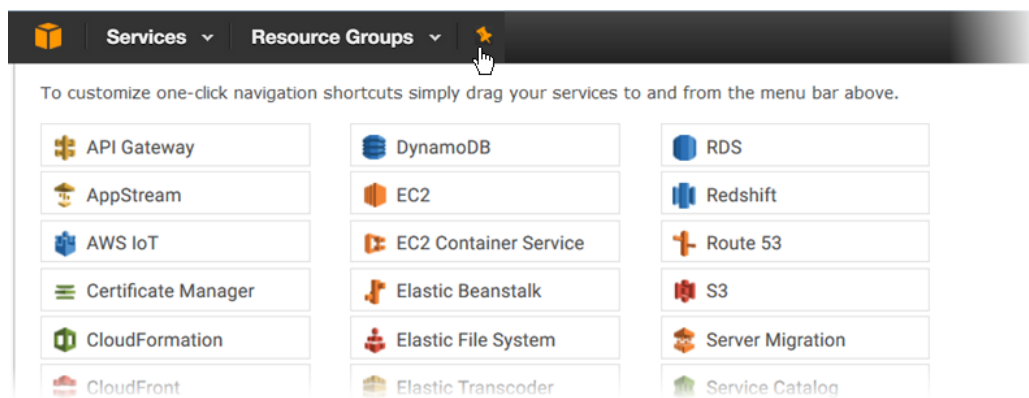 Services Resource Groups
To customize one-click navigation shortcuts simply drag your services to and from the menu bar above.
API Gateway DynamoDB RDS
AppStream EC2 Redshift
AWS IoT EC2 Container Service Route 53
Certificate Manager Elastic Beanstalk S3
CloudFormation Elastic File System Server Migration
CloudFront Elastic Transcoder Service Catalog